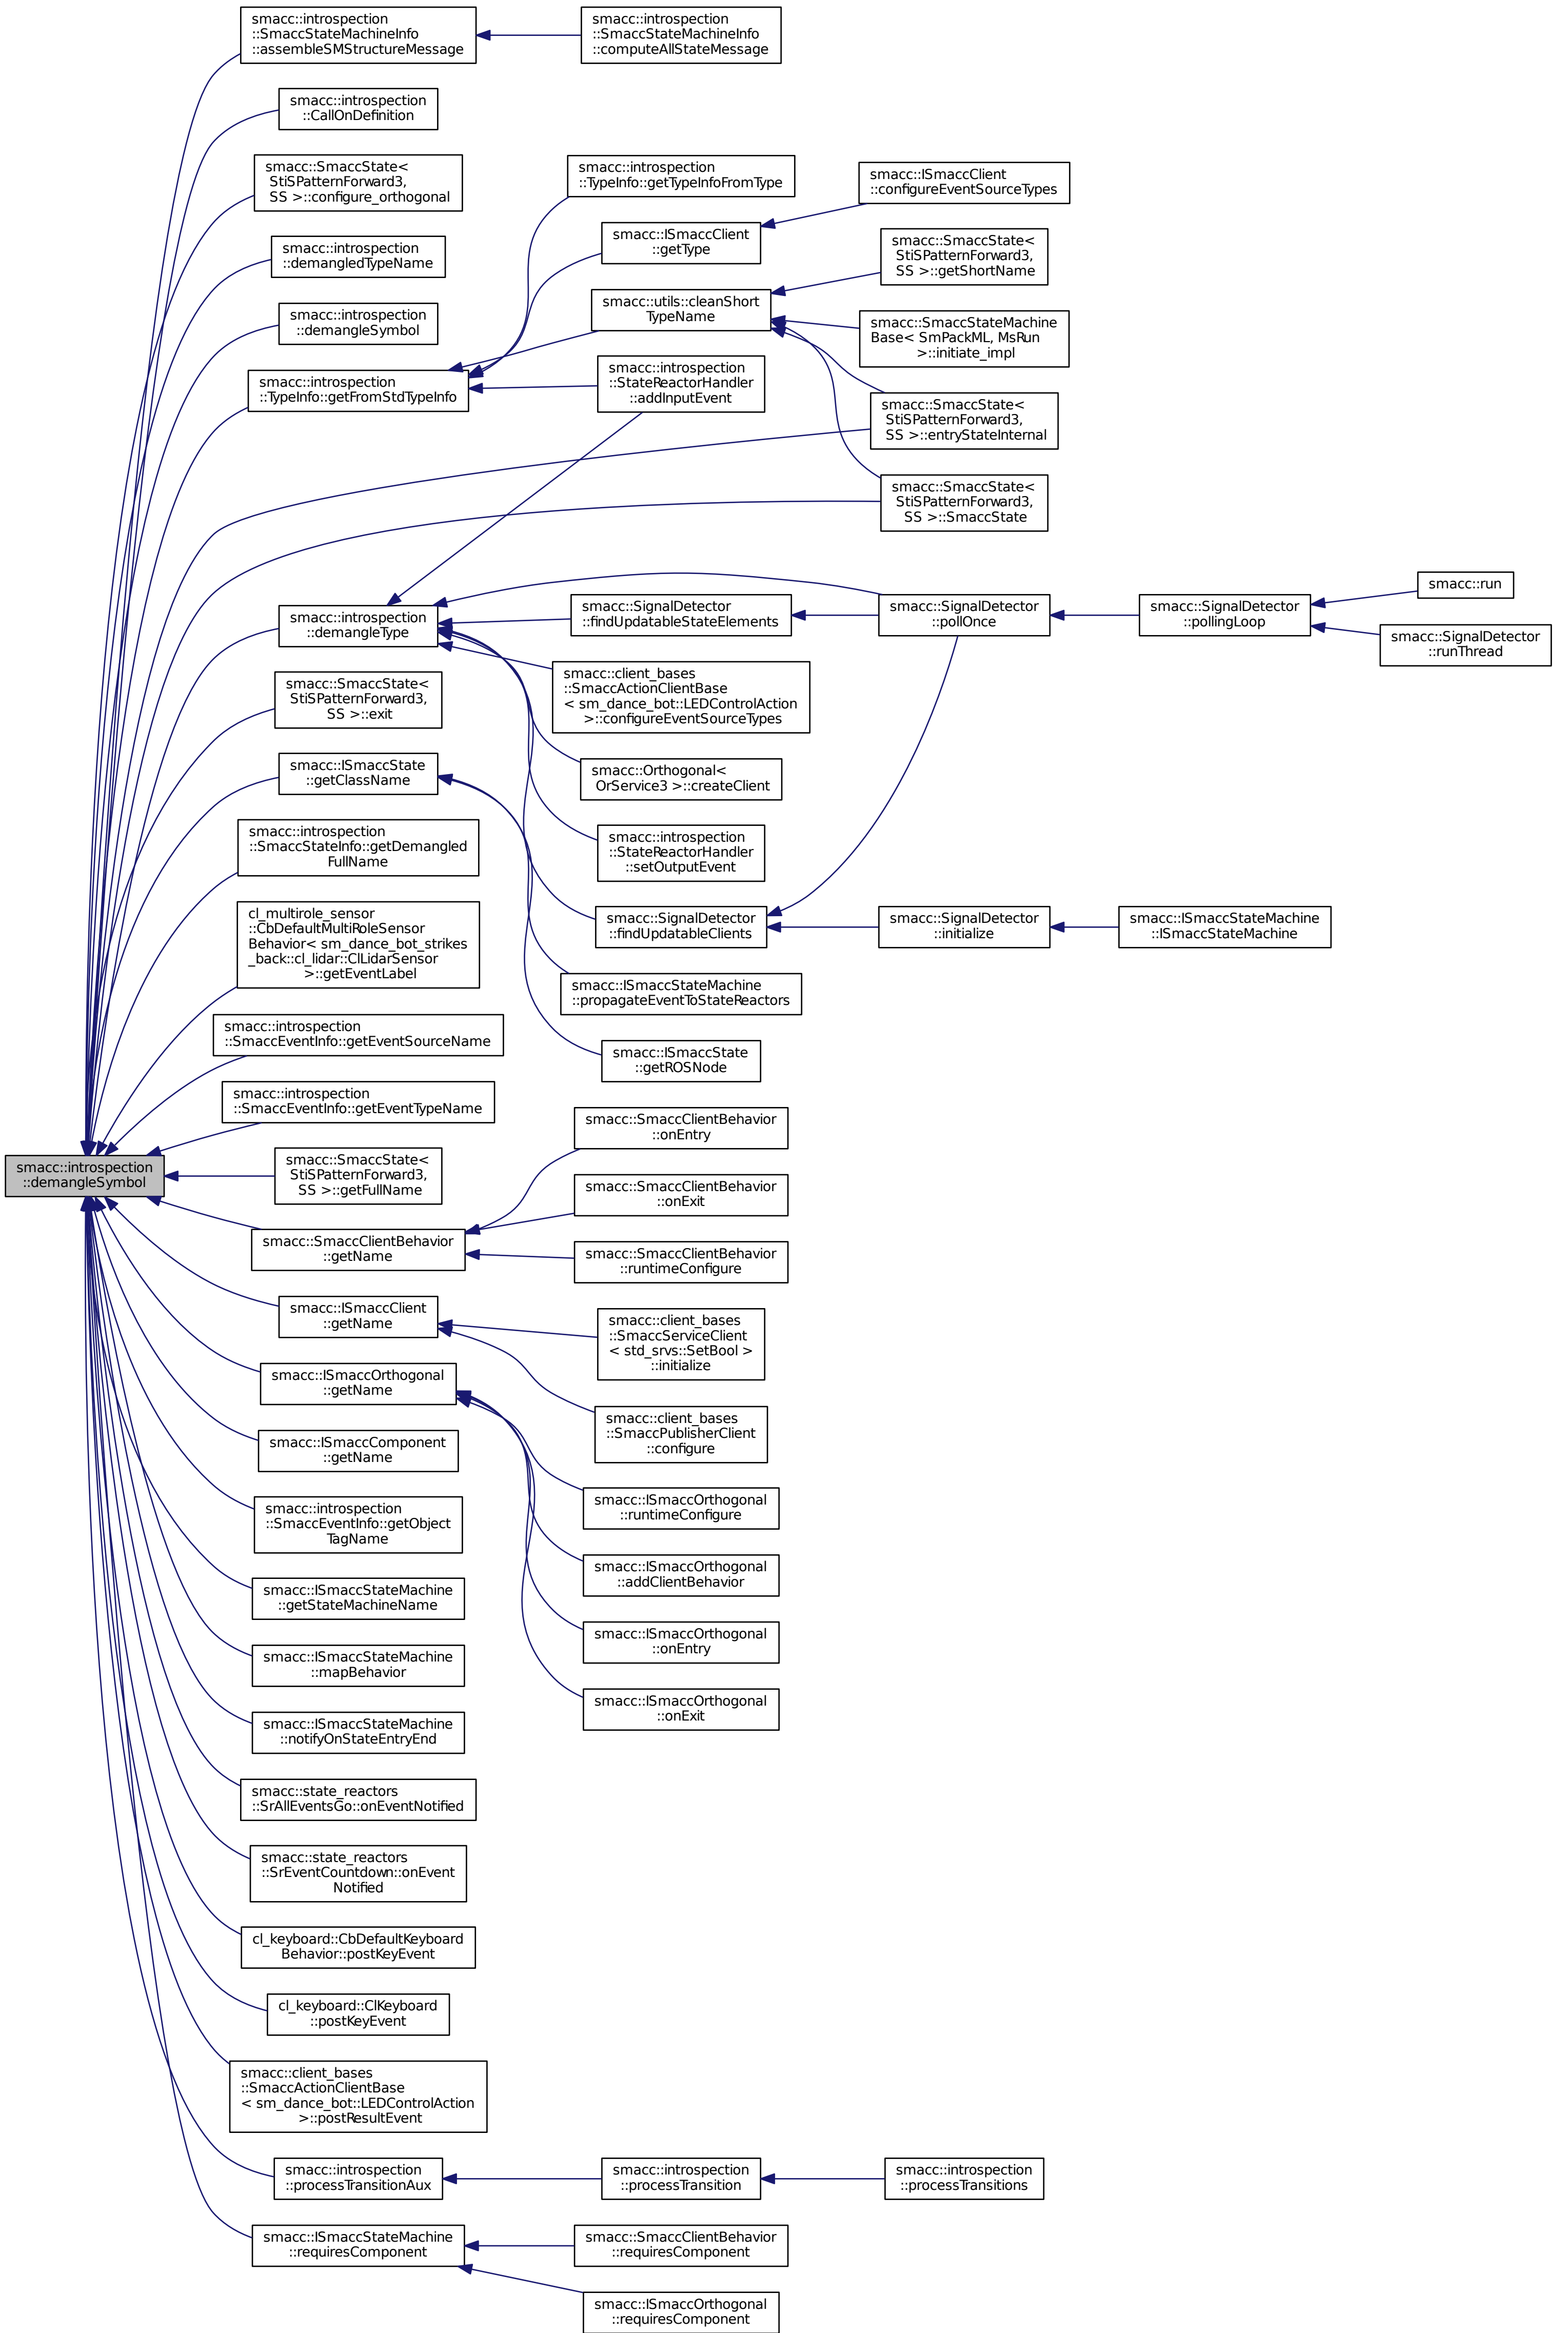 smacc::introspection
::SmaccStateMachineInfo
::assembleSMStructureMessage
smacc::introspection
::SmaccStateMachineInfo
::computeAllStateMessage
smacc::introspection
::CallOnDefinition
smacc::SmaccState<
StiSPatternForward3,
SS >::configure_orthogonal
smacc::introspection
::TypeInfo::getTypeInfoFromType
smacc::ISmaccClient
::configureEventSourceTypes
smacc::introspection
::demangledTypeName
smacc::ISmaccClient
::getType
smacc::SmaccState<
StiSPatternForward3,
SS >::getShortName
smacc::introspection
::demangleSymbol
smacc::utils::cleanShort
TypeName
smacc::SmaccStateMachine
Base< SmPackML, MsRun
>::initiate_impl
smacc::introspection
::TypeInfo::getFromStdTypeInfo
smacc::introspection
::StateReactorHandler
::addInputEvent
smacc::SmaccState<
StiSPatternForward3,
SS >::entryStateInternal
smacc::SmaccState<
StiSPatternForward3,
SS >::SmaccState
smacc::introspection
::demangleType
smacc::SignalDetector
::findUpdatableStateElements
smacc::SignalDetector
::pollOnce
smacc::SignalDetector
::pollingLoop
smacc::run
smacc::SignalDetector
::runThread
smacc::client_bases
::SmaccActionClientBase
< sm_dance_bot::LEDControlAction
>::configureEventSourceTypes
smacc::SmaccState<
StiSPatternForward3,
SS >::exit
smacc::ISmaccState
::getClassName
smacc::Orthogonal<
OrService3 >::createClient
smacc::introspection
::SmaccStateInfo::getDemangled
FullName
smacc::introspection
::StateReactorHandler
::setOutputEvent
cl_multirole_sensor
::CbDefaultMultiRoleSensor
Behavior< sm_dance_bot_strikes
_back::cl_lidar::ClLidarSensor
>::getEventLabel
smacc::SignalDetector
::findUpdatableClients
smacc::SignalDetector
::initialize
smacc::ISmaccStateMachine
::ISmaccStateMachine
smacc::ISmaccStateMachine
::propagateEventToStateReactors
smacc::introspection
::SmaccEventInfo::getEventSourceName
smacc::ISmaccState
::getROSNode
smacc::introspection
::SmaccEventInfo::getEventTypeName
smacc::SmaccClientBehavior
::onEntry
smacc::introspection
::demangleSymbol
smacc::SmaccState<
StiSPatternForward3,
SS >::getFullName
smacc::SmaccClientBehavior
::onExit
smacc::SmaccClientBehavior
::getName
smacc::SmaccClientBehavior
::runtimeConfigure
smacc::ISmaccClient
::getName
smacc::client_bases
::SmaccServiceClient
< std_srvs::SetBool >
::initialize
smacc::ISmaccOrthogonal
::getName
smacc::client_bases
::SmaccPublisherClient
::configure
smacc::ISmaccComponent
::getName
smacc::ISmaccOrthogonal
::runtimeConfigure
smacc::introspection
::SmaccEventInfo::getObject
TagName
smacc::ISmaccOrthogonal
::addClientBehavior
smacc::ISmaccStateMachine
::getStateMachineName
smacc::ISmaccOrthogonal
::onEntry
smacc::ISmaccStateMachine
::mapBehavior
smacc::ISmaccOrthogonal
::onExit
smacc::ISmaccStateMachine
::notifyOnStateEntryEnd
smacc::state_reactors
::SrAllEventsGo::onEventNotified
smacc::state_reactors
::SrEventCountdown::onEvent
Notified
cl_keyboard::CbDefaultKeyboard
Behavior::postKeyEvent
cl_keyboard::ClKeyboard
::postKeyEvent
smacc::client_bases
::SmaccActionClientBase
< sm_dance_bot::LEDControlAction
>::postResultEvent
smacc::introspection
::processTransitionAux
smacc::introspection
::processTransition
smacc::introspection
::processTransitions
smacc::ISmaccStateMachine
::requiresComponent
smacc::SmaccClientBehavior
::requiresComponent
smacc::ISmaccOrthogonal
::requiresComponent